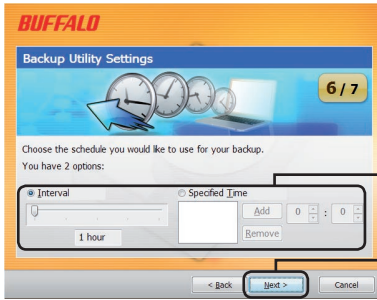 BUFFALO
Backup Utility Settings
6 / 7
Choose the schedule you would like to use for your backup.
You have 2 options:
Interval
Specified Time
Add
0 : 0
1 hour
Remove
< Back
Next >
Cancel